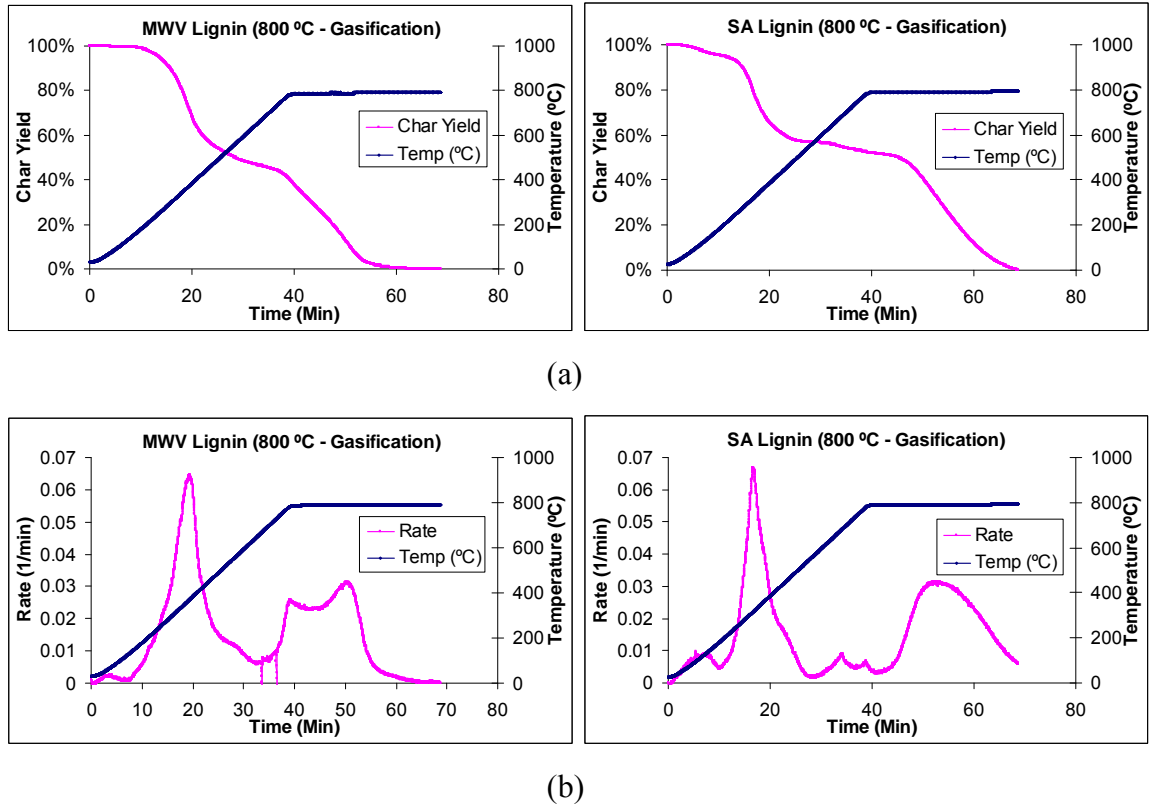 MWV Lignin (800 ºC - Gasification)
100%
80%
60%
40%
20%
0%
Char Yield
0
20
40
60
80
Time (Min)
1000
800
600
400
200
0
Temperature (ºC)
Char Yield
Temp (ºC)
SA Lignin (800 ºC - Gasification)
100%
80%
60%
40%
20%
0%
Char Yield
0
20
40
60
80
Time (Min)
1000
800
600
400
200
0
Temperature (ºC)
Char Yield
Temp (ºC)
(a)
MWV Lignin (800 ºC - Gasification)
0.07
0.06
0.05
0.04
0.03
0.02
0.01
0
Rate (1/min)
0
10
20
30
40
50
60
70
80
Time (Min)
1000
800
600
400
200
0
Temperature (ºC)
Rate
Temp (ºC)
SA Lignin (800 ºC - Gasification)
0.07
0.06
0.05
0.04
0.03
0.02
0.01
0
Rate (1/min)
0
20
40
60
80
Time (Min)
1000
800
600
400
200
0
Temperature (ºC)
Rate
Temp (ºC)
(b)